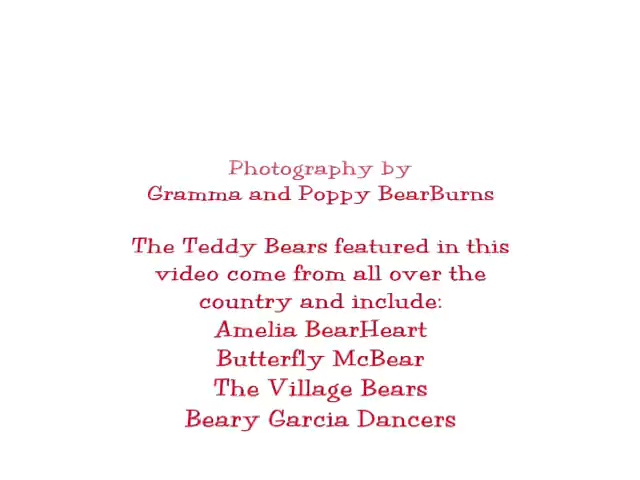 Photography by
Gramma and Poppy BearBurns
The Teddy Bears featured in this
video come from all over the
country and include:
Amelia BearHeart
Butterfly McBear
The Village Bears
Beary Garcia Dancers